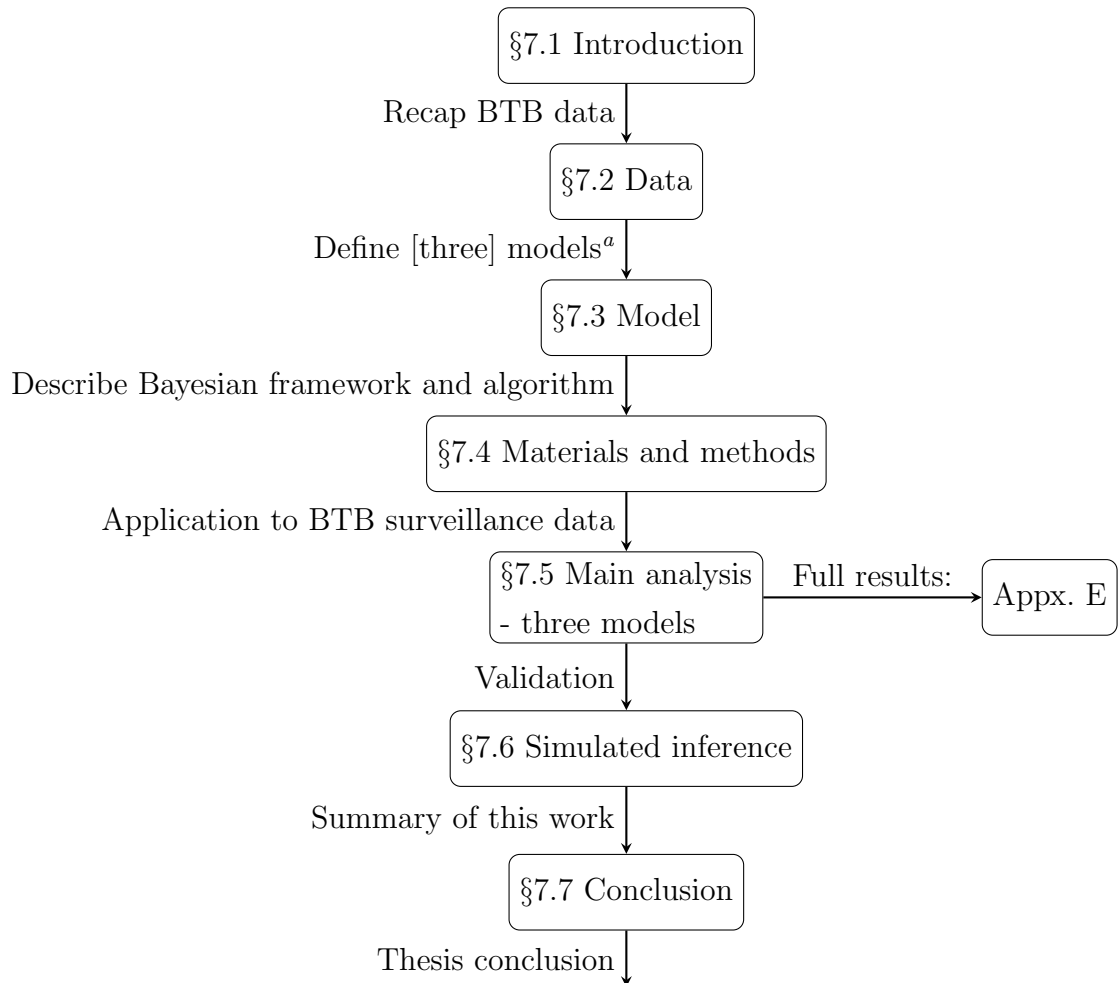 §7.1 Introduction
Recap BTB data
§7.2 Data
Define [three] models^a
§7.3 Model
Describe Bayesian framework and algorithm
§7.4 Materials and methods
Application to BTB surveillance data
§7.5 Main analysis
- three models
Full results:
Appx. E
Validation
§7.6 Simulated inference
Summary of this work
§7.7 Conclusion
Thesis conclusion